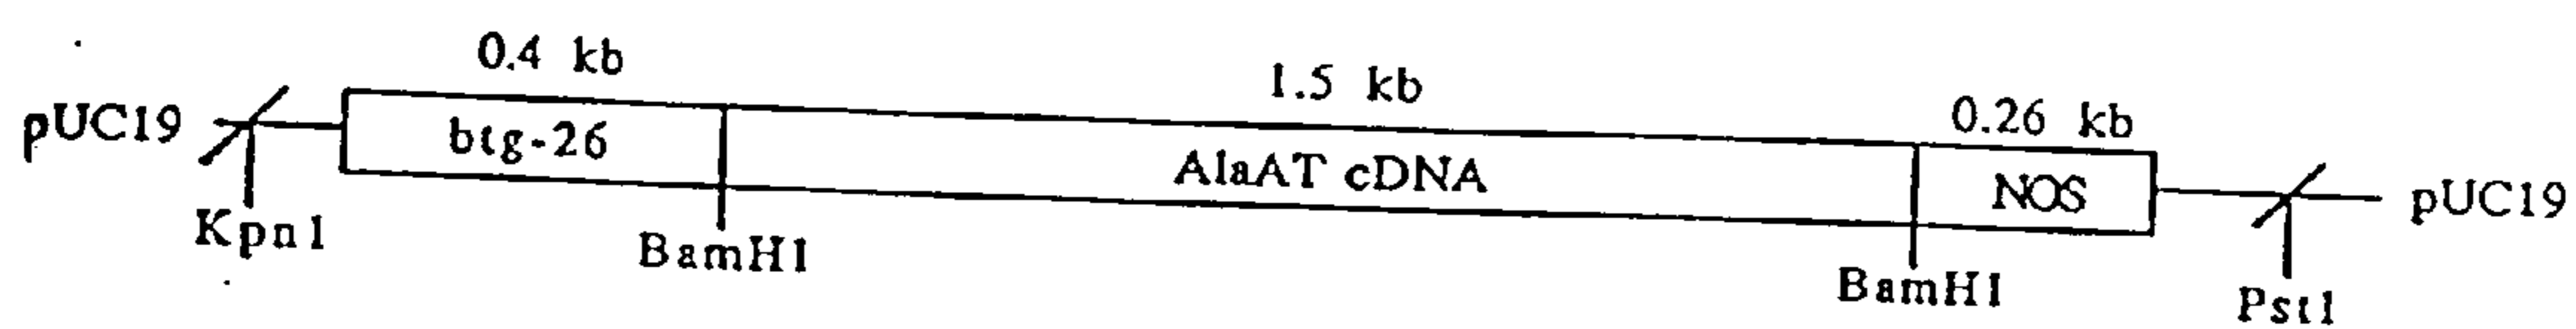 0.4 kb
1.5 kb
0.26 kb
pUC19
btg-26
AlaAT cDNA
NOS
pUC19
Kpn1
BamH1
BamH1
Pst1